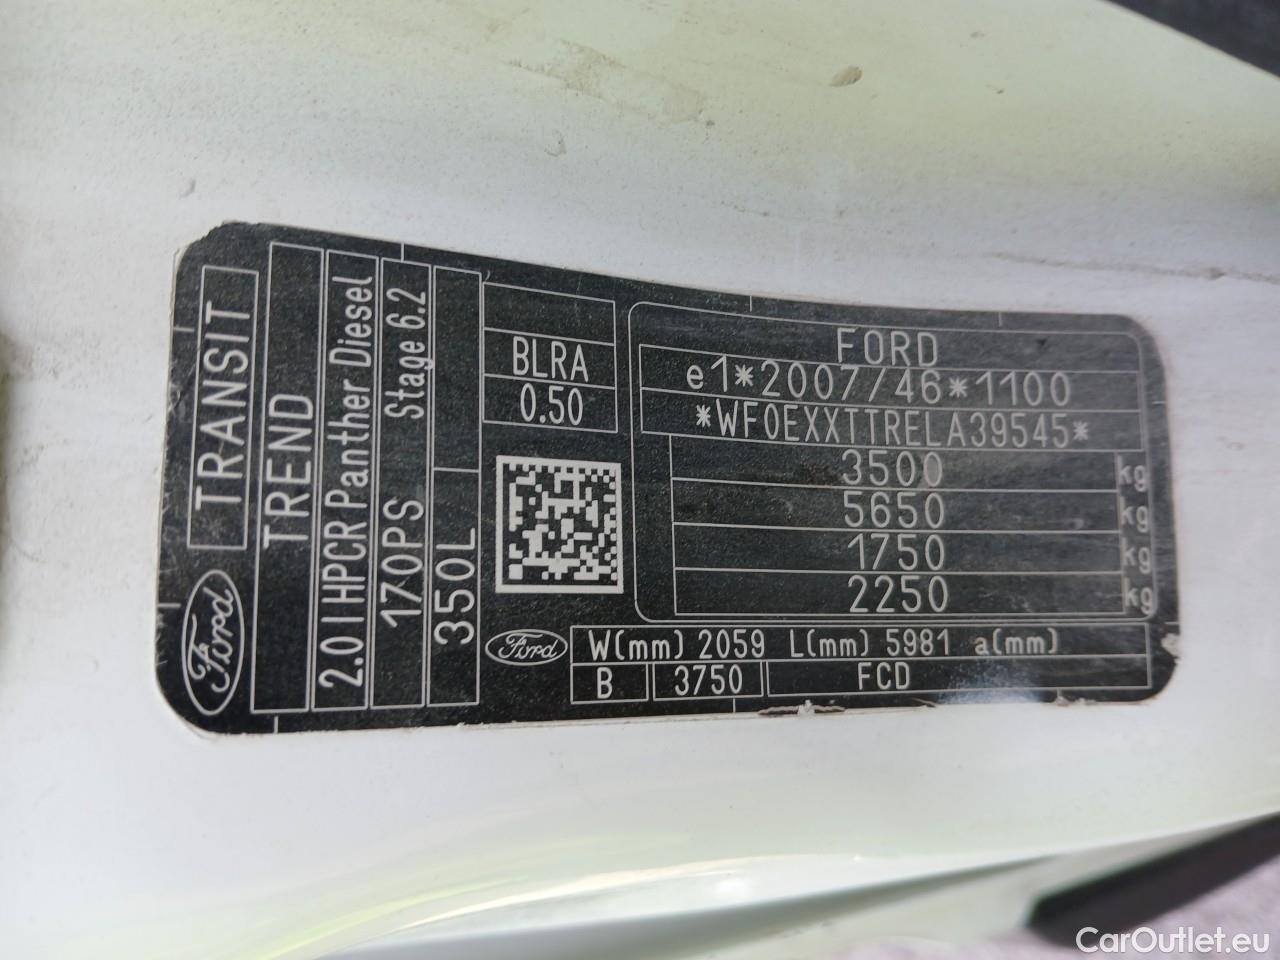 Ford
TRANSIT
TREND
2.0 l HPCR Panther Diesel
170PS Stage 6.2
350L
BLRA
0.50
FORD
e1*2007/46*1100
*WF0EXXTTRELA39545*
3500 kg
5650 kg
1750 kg
2250 kg
Ford
W(mm) 2059 L(mm) 5981 a(mm)
B 3750 FCD
CarOutlet.eu